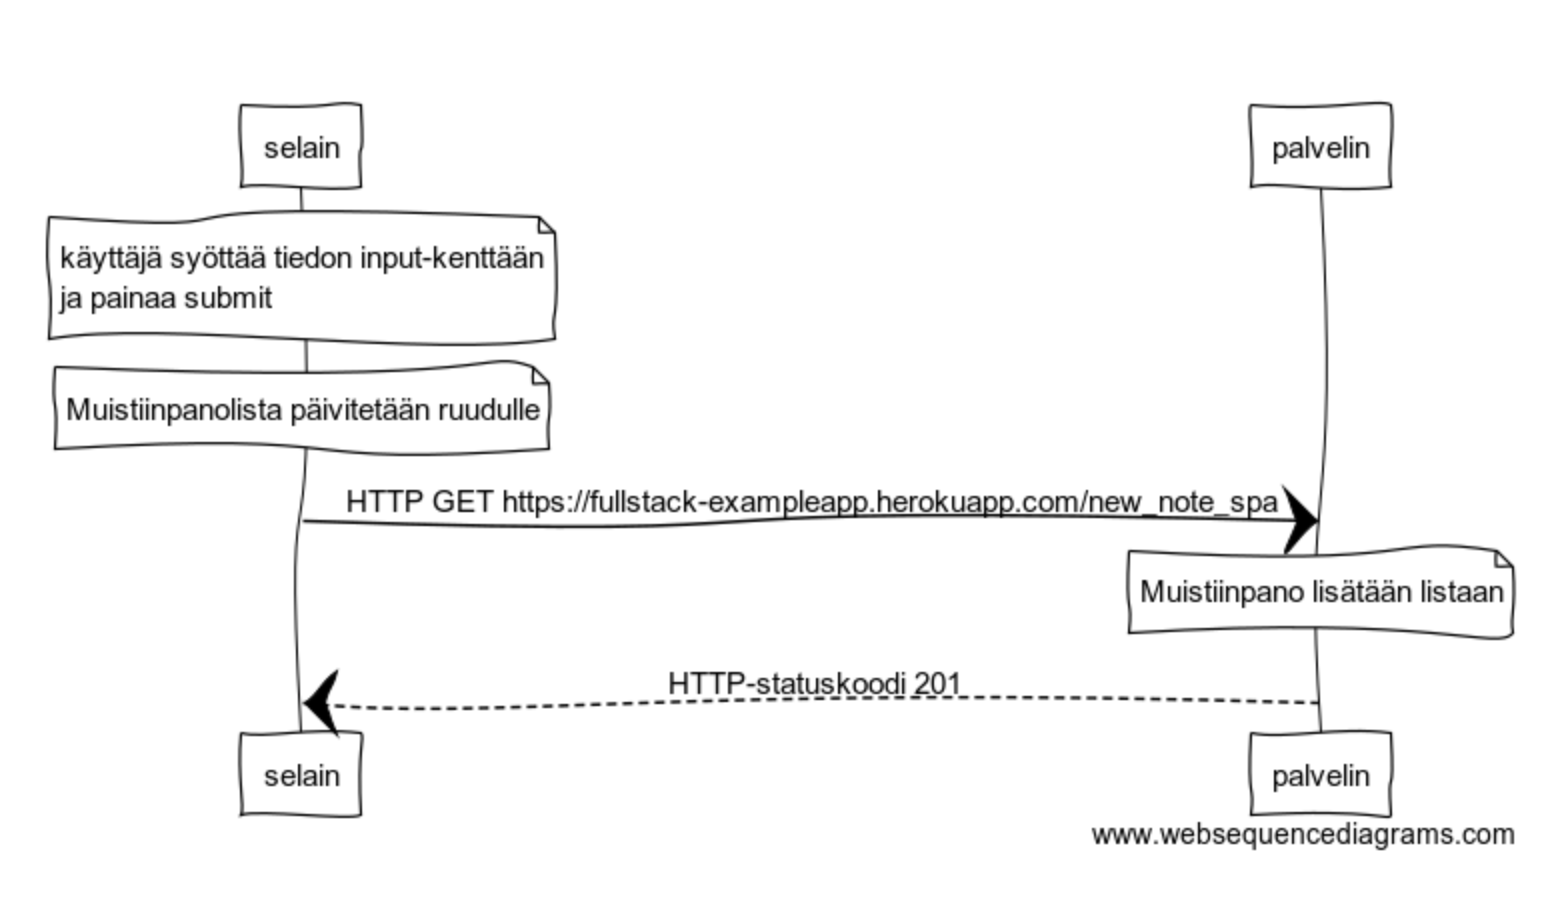 selain
palvelin
käyttäjä syöttää tiedon input-kenttään
ja painaa submit
Muistiinpanolista päivitetään ruudulle
HTTP GET https://fullstack-exampleapp.herokuapp.com/new_note_spa
Muistiinpano lisätään listaan
HTTP-statuskoodi 201
selain
palvelin
www.websequencediagrams.com